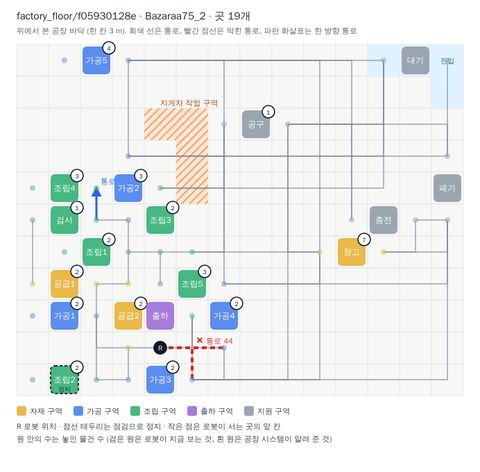 factory_floor/f05930128e · Bazaraa75_2 · 곳 19개
위에서 본 공장 바닥 (한 칸 3 m). 회색 선은 통로, 빨간 점선은 막힌 통로, 파란 화살표는 한 방향 통로
4
가공5
대기
지게차 작업 구역
1
공구
3
조립4
통로
3
가공2
폐기
1
검사
2
조립3
충전
2
조립1
7
창고
2
공급1
3
조립5
2
가공1
2
공급2
출하
2
가공4
R
✖ 통로 44
2
조립2
정지
2
가공3
자재 구역
가공 구역
조립 구역
출하 구역
지원 구역
R 로봇 위치 · 점선 테두리는 점검으로 정지 · 작은 점은 로봇이 서는 곳의 앞 칸
원 안의 수는 놓인 물건 수 (검은 원은 로봇이 지금 보는 것, 흰 원은 공장 시스템이 알려 준 것)